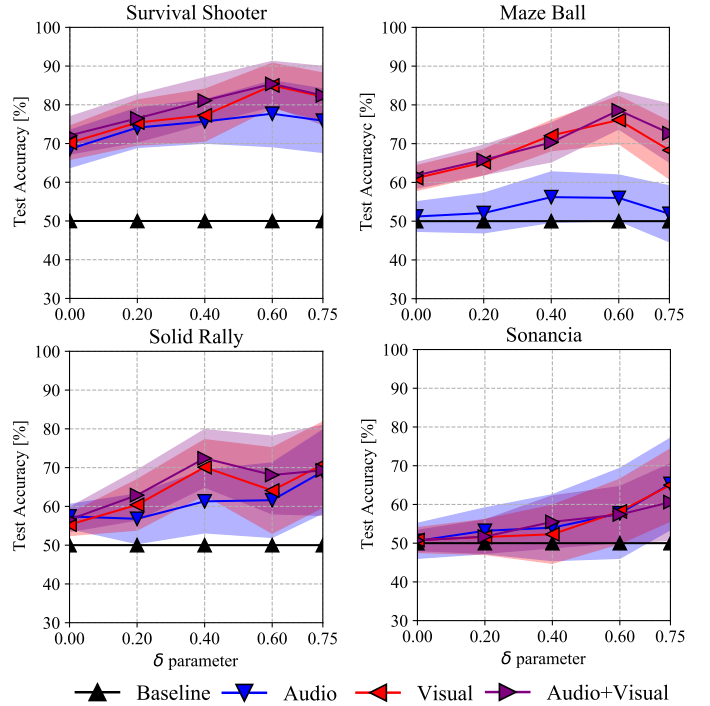 Survival Shooter
Test Accuracy [%]
100
90
80
70
60
50
40
30
0.00 0.20 0.40 0.60 0.75
Maze Ball
Test Accuracyc [%]
100
90
80
70
60
50
40
30
0.00 0.20 0.40 0.60 0.75
Solid Rally
Test Accuracy [%]
100
90
80
70
60
50
40
30
0.00 0.20 0.40 0.60 0.75
δ parameter
Sonancia
Test Accuracy [%]
100
90
80
70
60
50
40
30
0.00 0.20 0.40 0.60 0.75
δ parameter
Baseline Audio Visual Audio+Visual